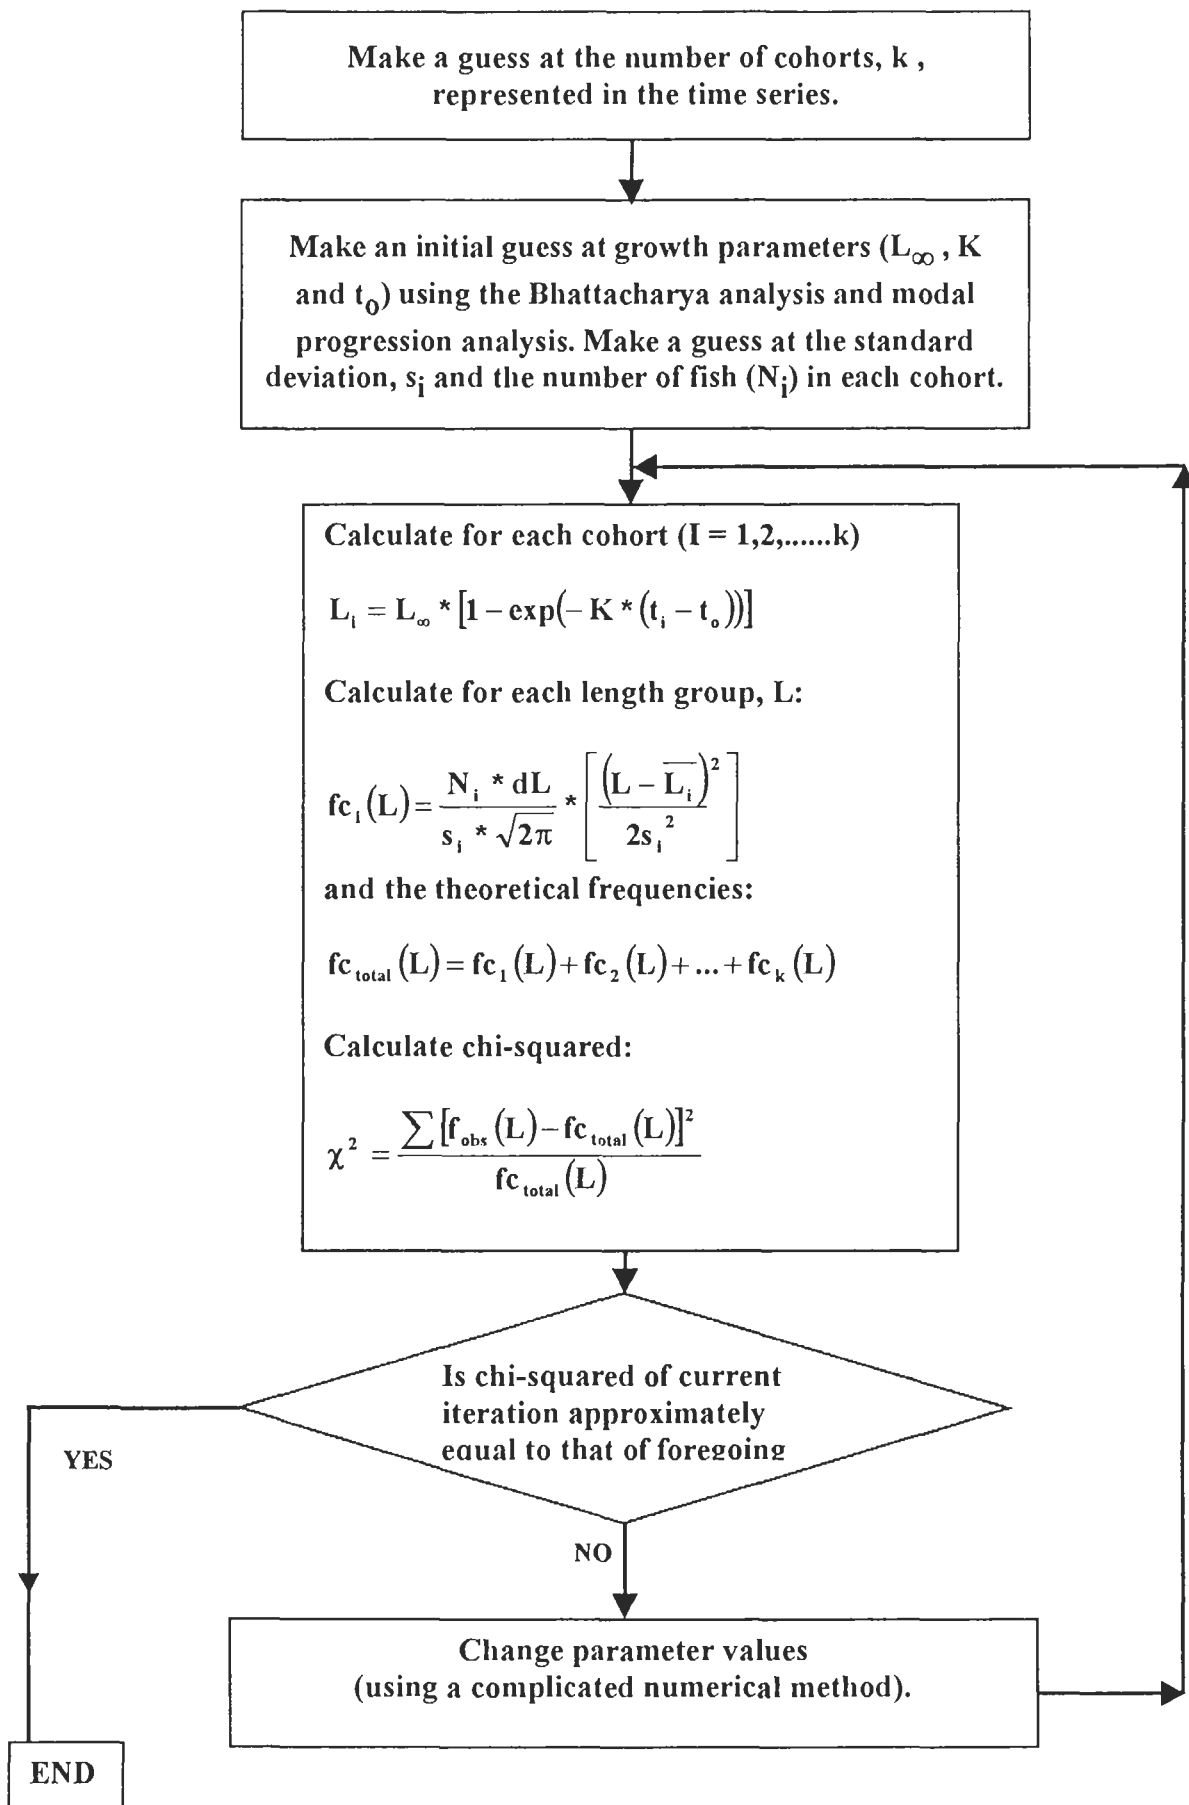 Make a guess at the number of cohorts, k ,
represented in the time series.
Make an initial guess at growth parameters (L∞ , K
and to) using the Bhattacharya analysis and modal
progression analysis. Make a guess at the standard
deviation, si and the number of fish (Ni) in each cohort.
Calculate for each cohort (I = 1,2,......k)
Li = L∞ * [1 − exp(− K * (ti − to))]
Calculate for each length group, L:
fci(L) = Ni * dL / si * √2π * [(L − L̅i)² / 2si²]
and the theoretical frequencies:
fctotal(L) = fc1(L) + fc2(L) + ... + fck(L)
Calculate chi-squared:
χ² = ∑[fobs(L) − fctotal(L)]² / fctotal(L)
Is chi-squared of current
iteration approximately
equal to that of foregoing
YES
NO
Change parameter values
(using a complicated numerical method).
END